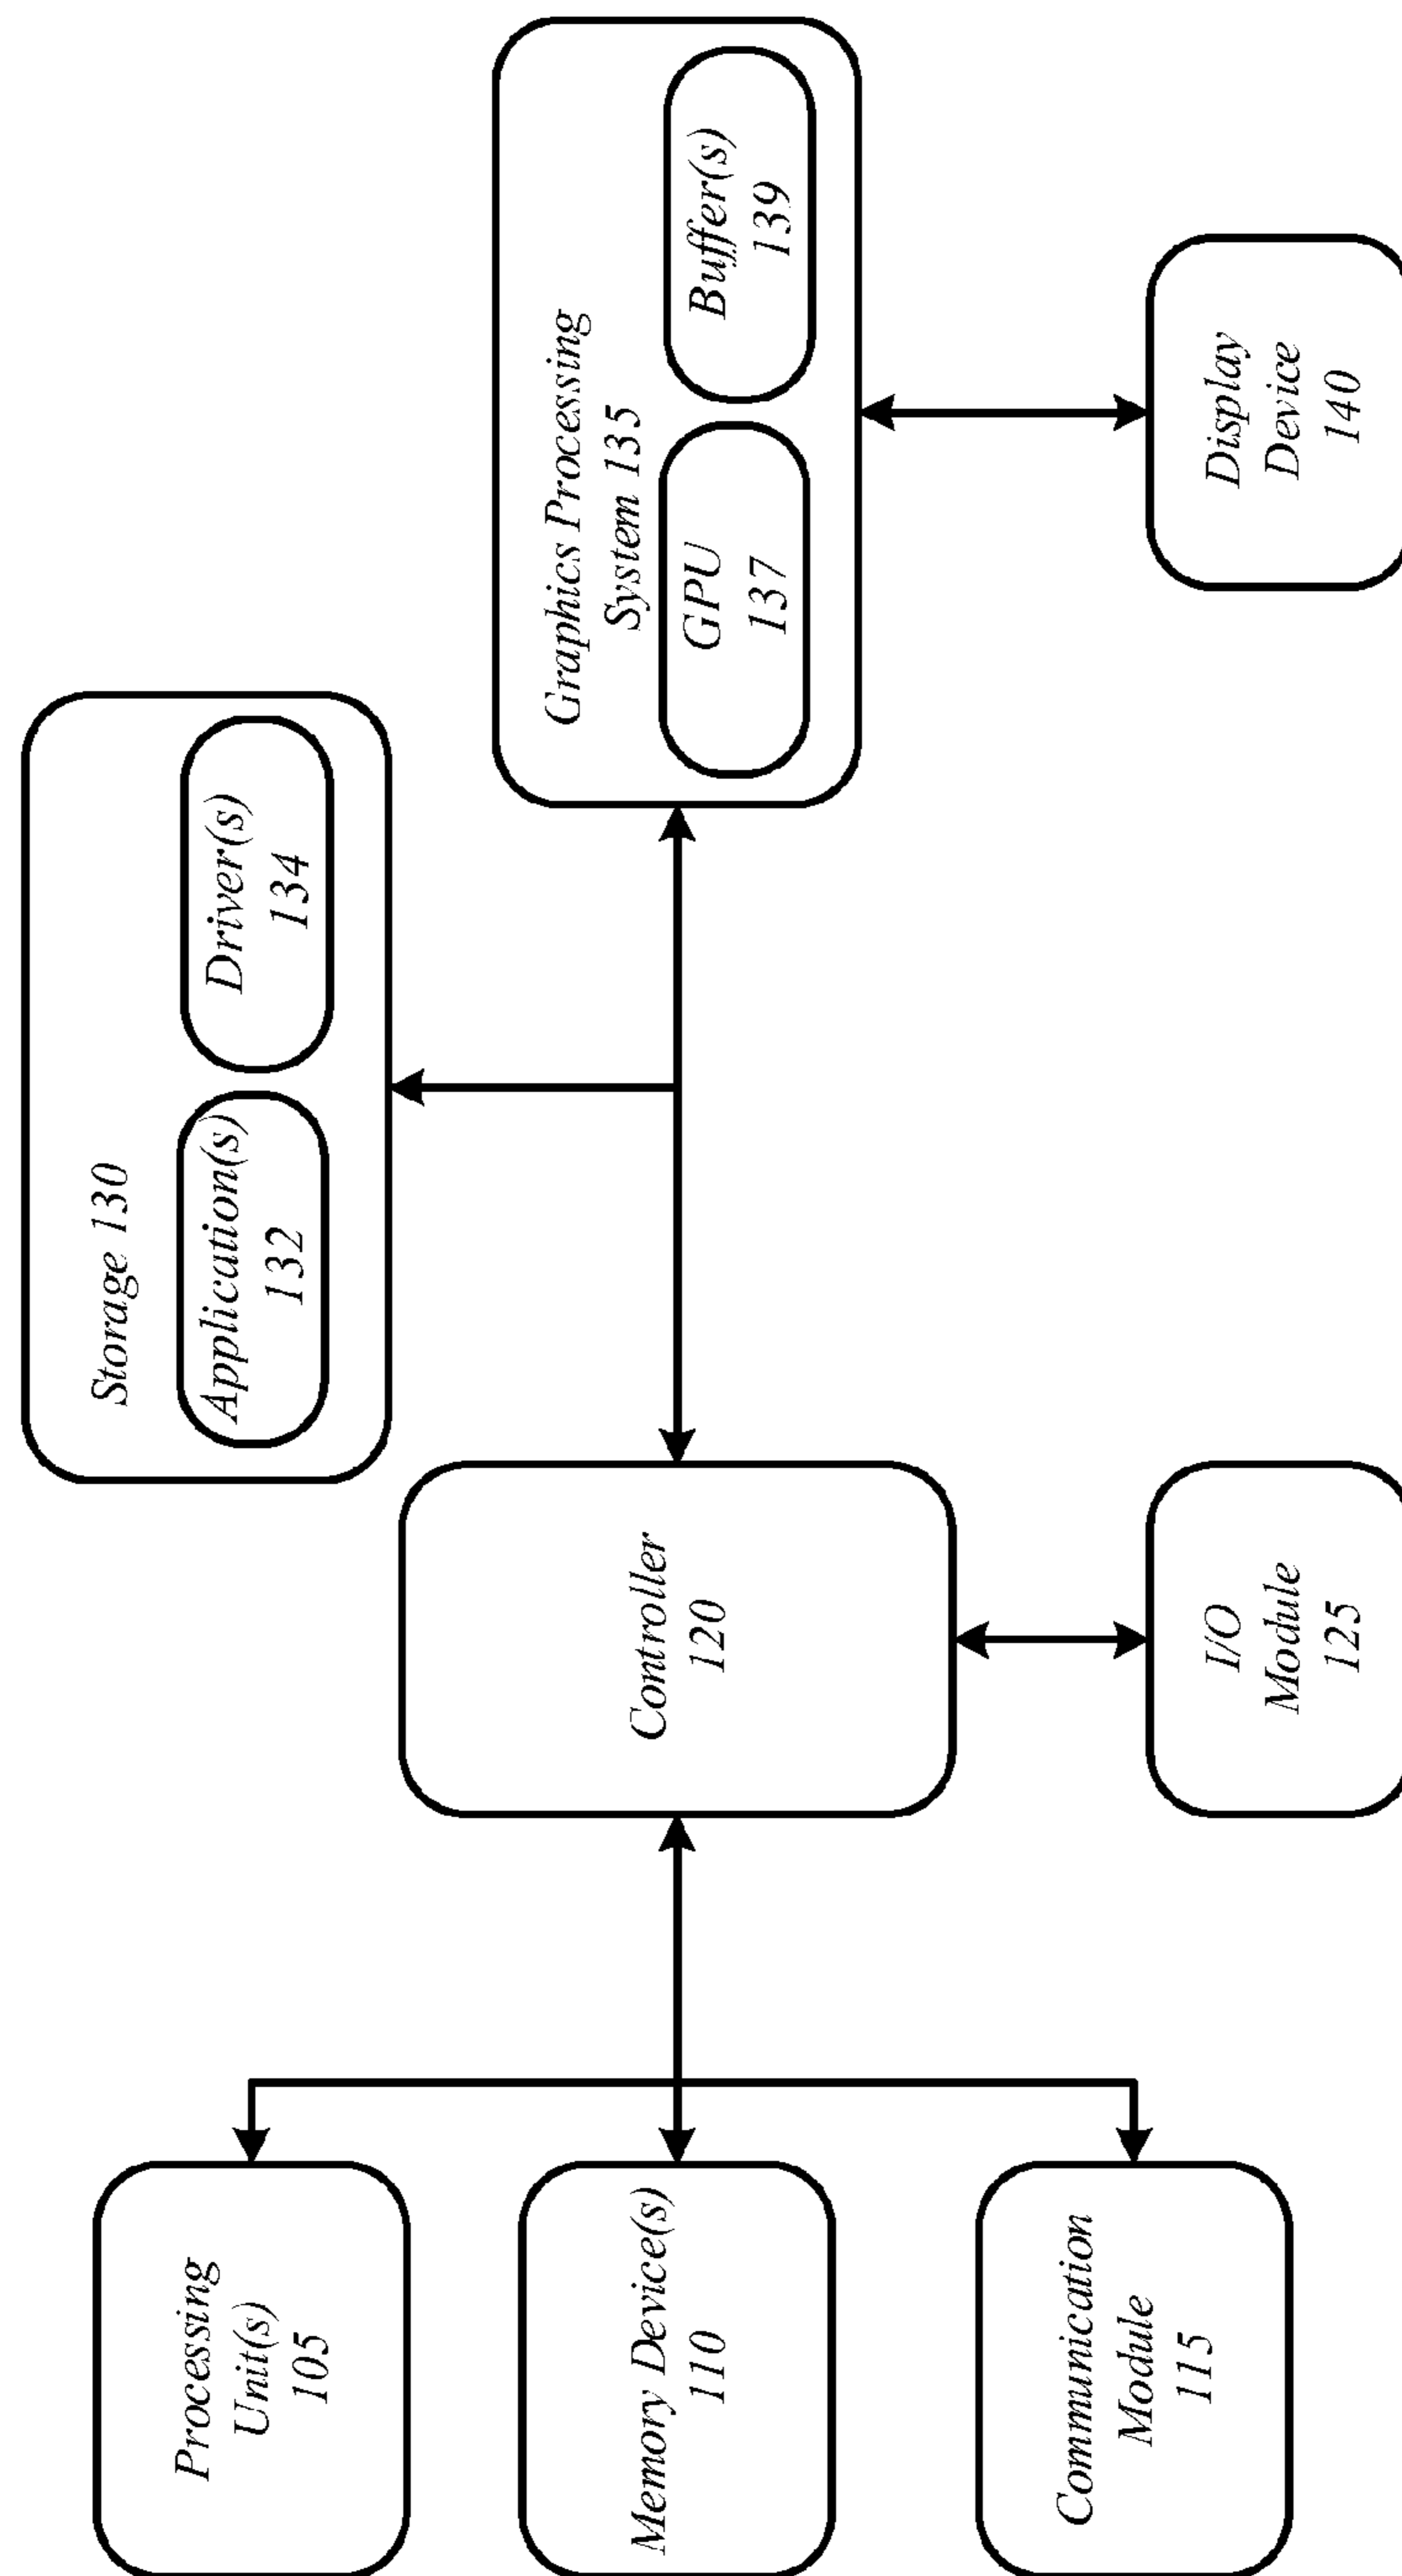 Processing
Unit(s)
105
Memory Device(s)
110
Communication
Module
115
Controller
120
I/O
Module
125
Storage 130
Application(s)
132
Driver(s)
134
Graphics Processing
System 135
GPU
137
Buffer(s)
139
Display
Device
140